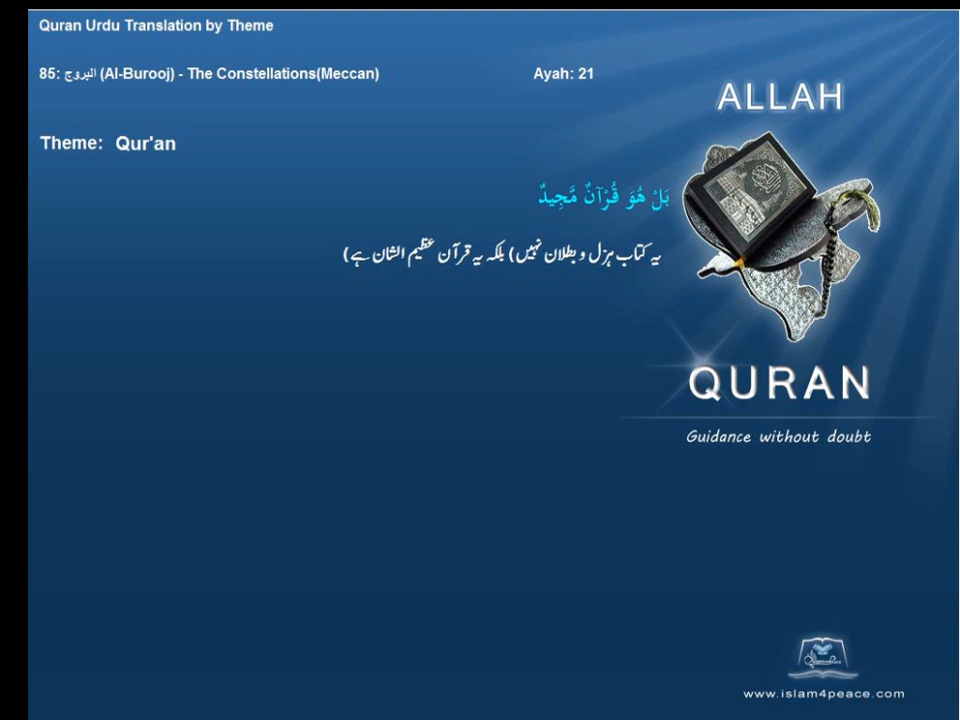 Quran Urdu Translation by Theme
85: البروج (Al-Burooj) - The Constellations(Meccan)
Ayah: 21
ALLAH
Theme: Qur'an
بَلْ هُوَ قُرْآنٌ مَّجِيدٌ
یہ کتاب ہزل و بطلان نہیں) بلکہ یہ قرآن عظیم الشان ہے)
QURAN
Guidance without doubt
www.islam4peace.com